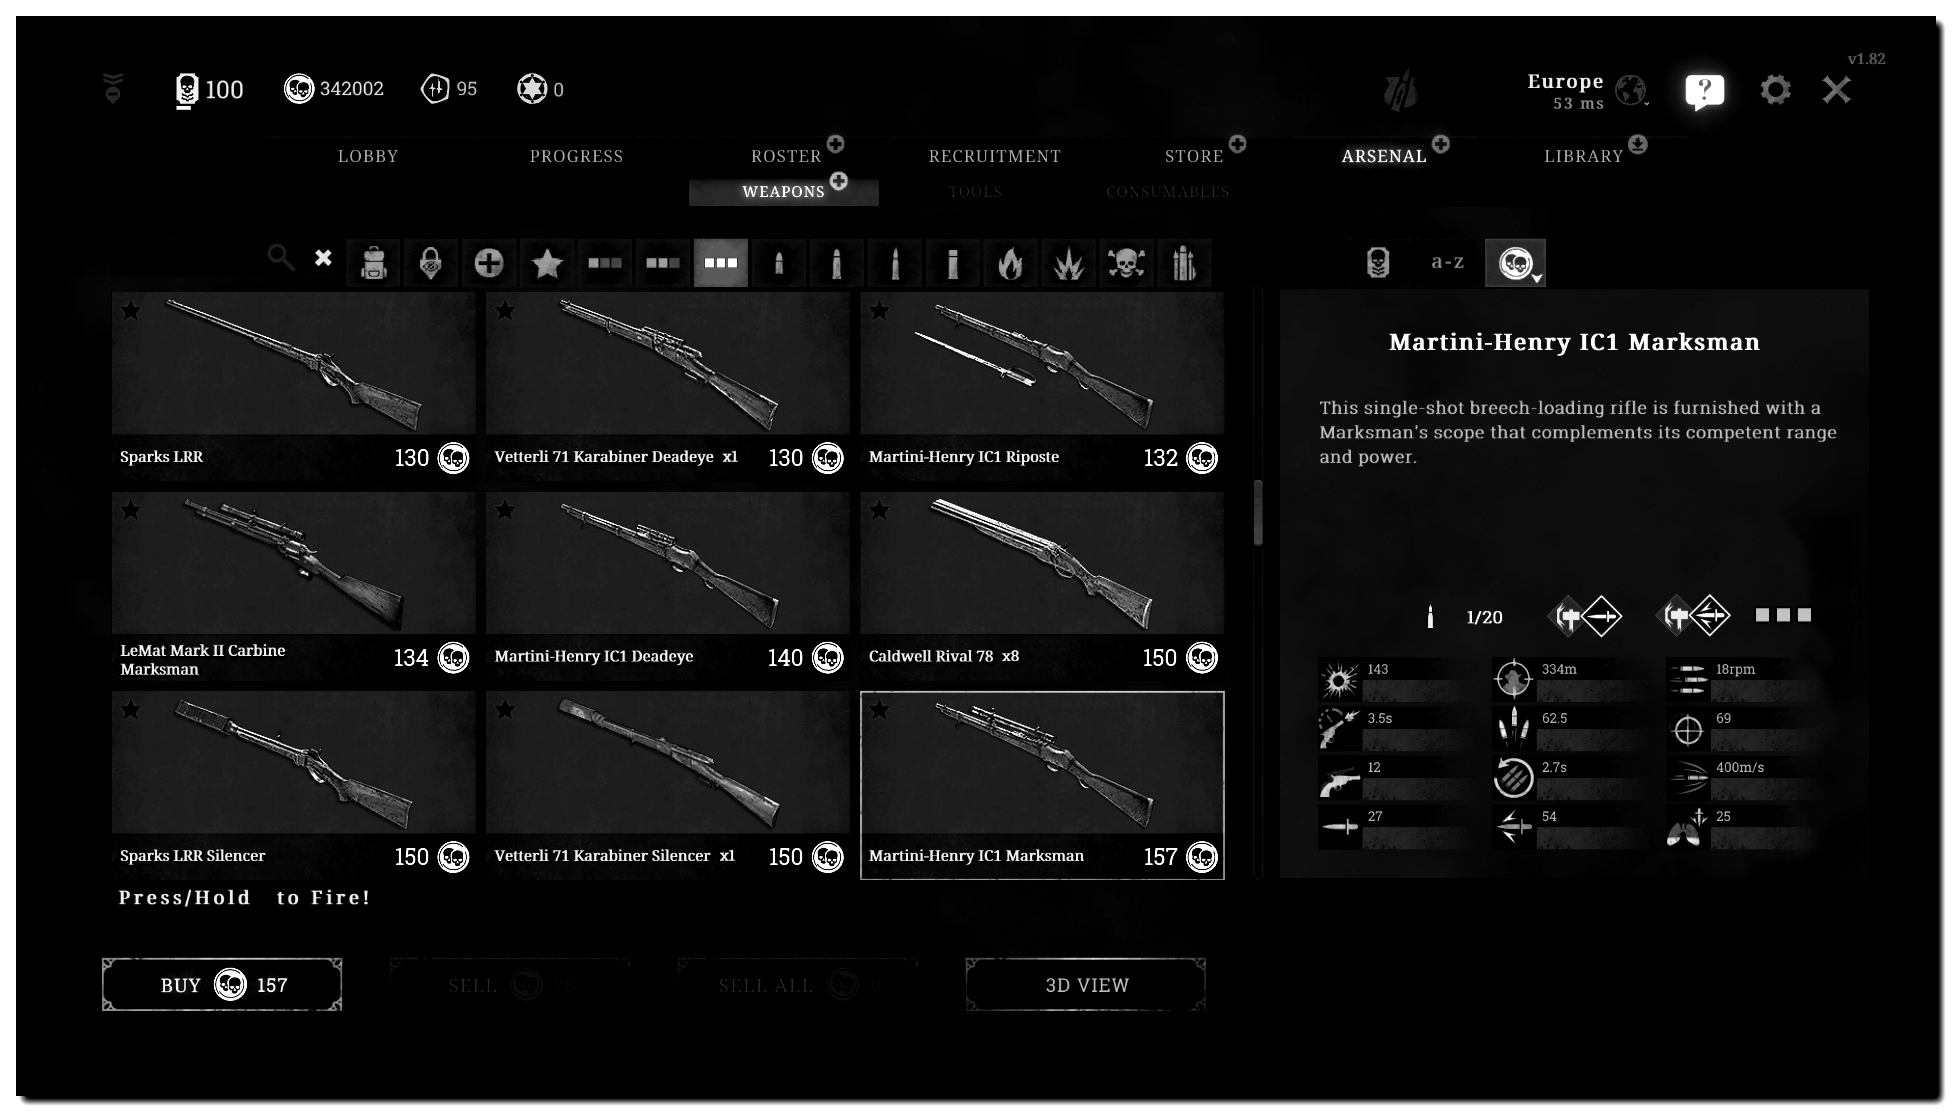 v1.82
100
342002
95
0
Europe
53 ms
?
LOBBY
PROGRESS
ROSTER
RECRUITMENT
STORE
ARSENAL
LIBRARY
WEAPONS
TOOLS
CONSUMABLES
a-z
Sparks LRR
130
Vetterli 71 Karabiner Deadeye x1
130
Martini-Henry IC1 Riposte
132
LeMat Mark II Carbine
Marksman
134
Martini-Henry IC1 Deadeye
140
Caldwell Rival 78 x8
150
Sparks LRR Silencer
150
Vetterli 71 Karabiner Silencer x1
150
Martini-Henry IC1 Marksman
157
Martini-Henry IC1 Marksman
This single-shot breech-loading rifle is furnished with a
Marksman's scope that complements its competent range
and power.
1/20
143
334m
18rpm
3.5s
62.5
69
12
2.7s
400m/s
27
54
25
Press/Hold to Fire!
BUY 157
SELL 78
SELL ALL 0
3D VIEW